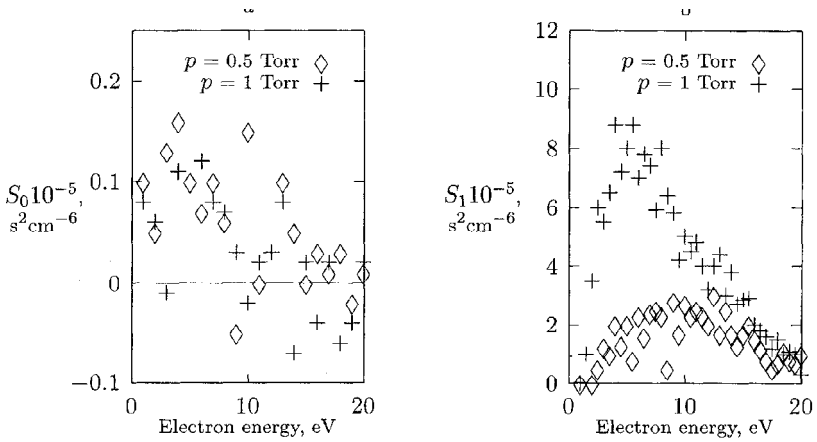 p = 0.5 Torr
p = 1 Torr
0.2
0.1
0
−0.1
S₀10⁻⁵,
s²cm⁻⁶
0 10 20
Electron energy, eV
12
10
8
6
4
2
0
p = 0.5 Torr
p = 1 Torr
S₁10⁻⁵,
s²cm⁻⁶
0 10 20
Electron energy, eV